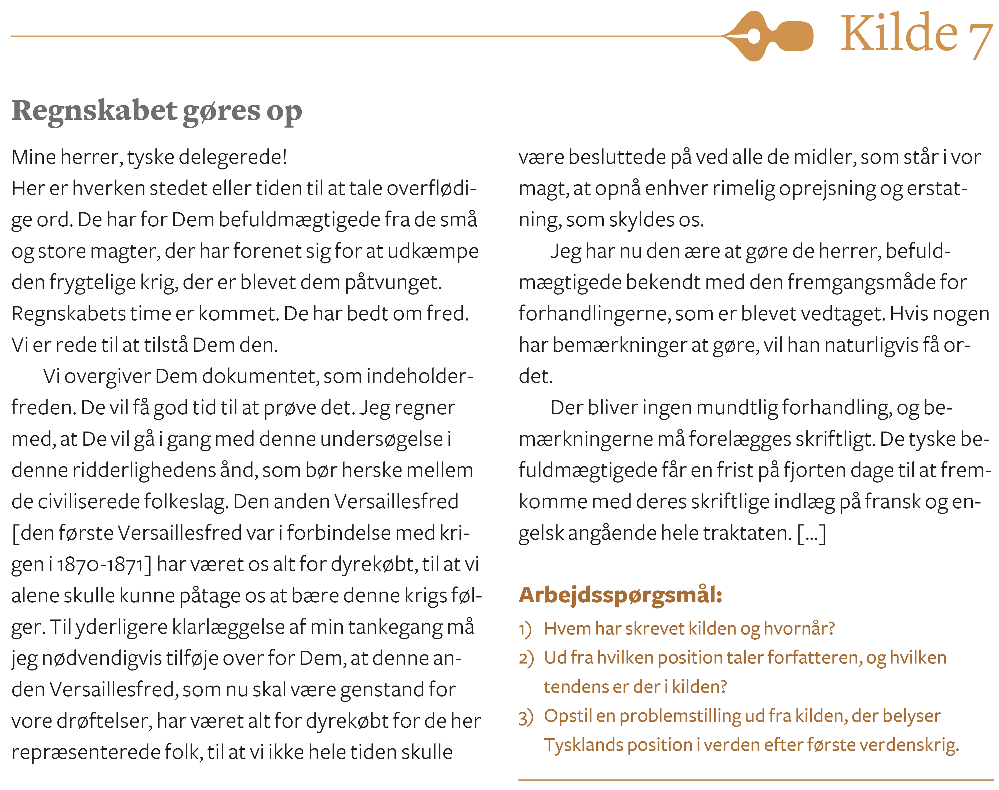 Kilde 7
Regnskabet gøres op
Mine herrer, tyske delegerede!
Her er hverken stedet eller tiden til at tale overflødi-
ge ord. De har for Dem befuldmægtigede fra de små
og store magter, der har forenet sig for at udkæmpe
den frygtelige krig, der er blevet dem påtvunget.
Regnskabets time er kommet. De har bedt om fred.
Vi er rede til at tilstå Dem den.
Vi overgiver Dem dokumentet, som indeholder-
freden. De vil få god tid til at prøve det. Jeg regner
med, at De vil gå i gang med denne undersøgelse i
denne ridderlighedens ånd, som bør herske mellem
de civiliserede folkeslag. Den anden Versaillesfred
[den første Versaillesfred var i forbindelse med kri-
gen i 1870-1871] har været os alt for dyrekøbt, til at vi
alene skulle kunne påtage os at bære denne krigs føl-
ger. Til yderligere klarlæggelse af min tankegang må
jeg nødvendigvis tilføje over for Dem, at denne an-
den Versaillesfred, som nu skal være genstand for
vore drøftelser, har været alt for dyrekøbt for de her
repræsenterede folk, til at vi ikke hele tiden skulle
være besluttede på ved alle de midler, som står i vor
magt, at opnå enhver rimelig oprejsning og erstat-
ning, som skyldes os.
Jeg har nu den ære at gøre de herrer, befuld-
mægtigede bekendt med den fremgangsmåde for
forhandlingerne, som er blevet vedtaget. Hvis nogen
har bemærkninger at gøre, vil han naturligvis få or-
det.
Der bliver ingen mundtlig forhandling, og be-
mærkningerne må forelægges skriftligt. De tyske be-
fuldmægtigede får en frist på fjorten dage til at frem-
komme med deres skriftlige indlæg på fransk og en-
gelsk angående hele traktaten. [...]
Arbejdsspørgsmål:
1) Hvem har skrevet kilden og hvornår?
2) Ud fra hvilken position taler forfatteren, og hvilken
tendens er der i kilden?
3) Opstil en problemstilling ud fra kilden, der belyser
Tysklands position i verden efter første verdenskrig.